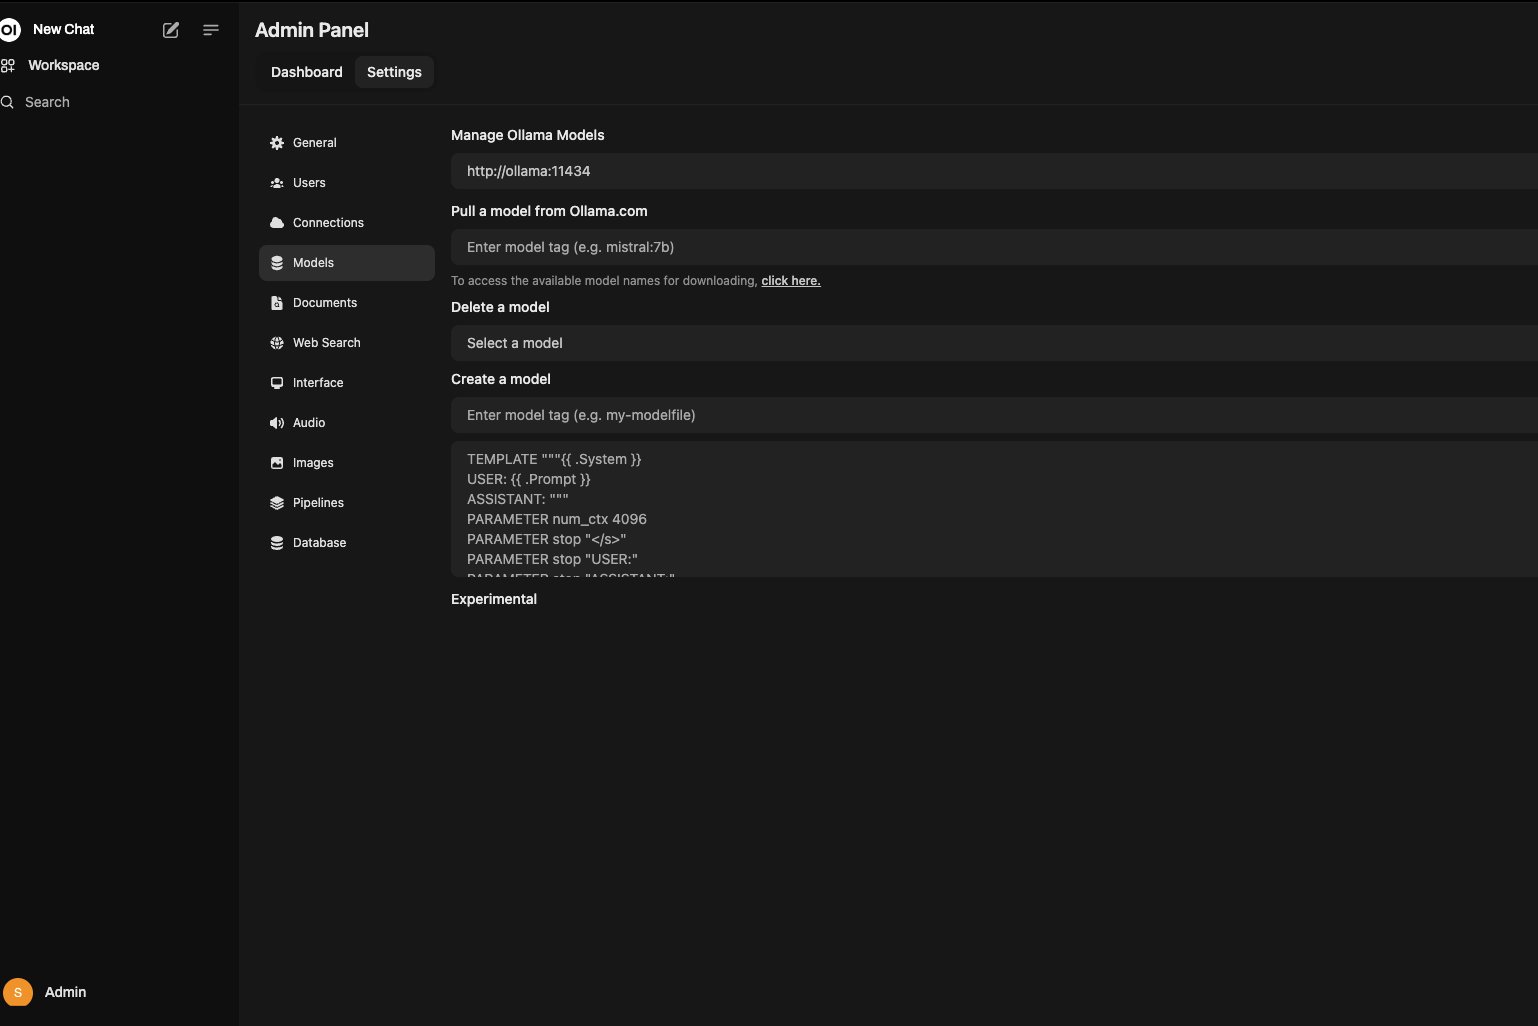 OI New Chat
Workspace
Search
Admin Panel
Dashboard Settings
General
Users
Connections
Models
Documents
Web Search
Interface
Audio
Images
Pipelines
Database
Manage Ollama Models
http://ollama:11434
Pull a model from Ollama.com
Enter model tag (e.g. mistral:7b)
To access the available model names for downloading, click here.
Delete a model
Select a model
Create a model
Enter model tag (e.g. my-modelfile)
TEMPLATE """{{ .System }}
USER: {{ .Prompt }}
ASSISTANT: """
PARAMETER num_ctx 4096
PARAMETER stop "</s>"
PARAMETER stop "USER:"
PARAMETER stop "ASSISTANT:"
Experimental
S Admin